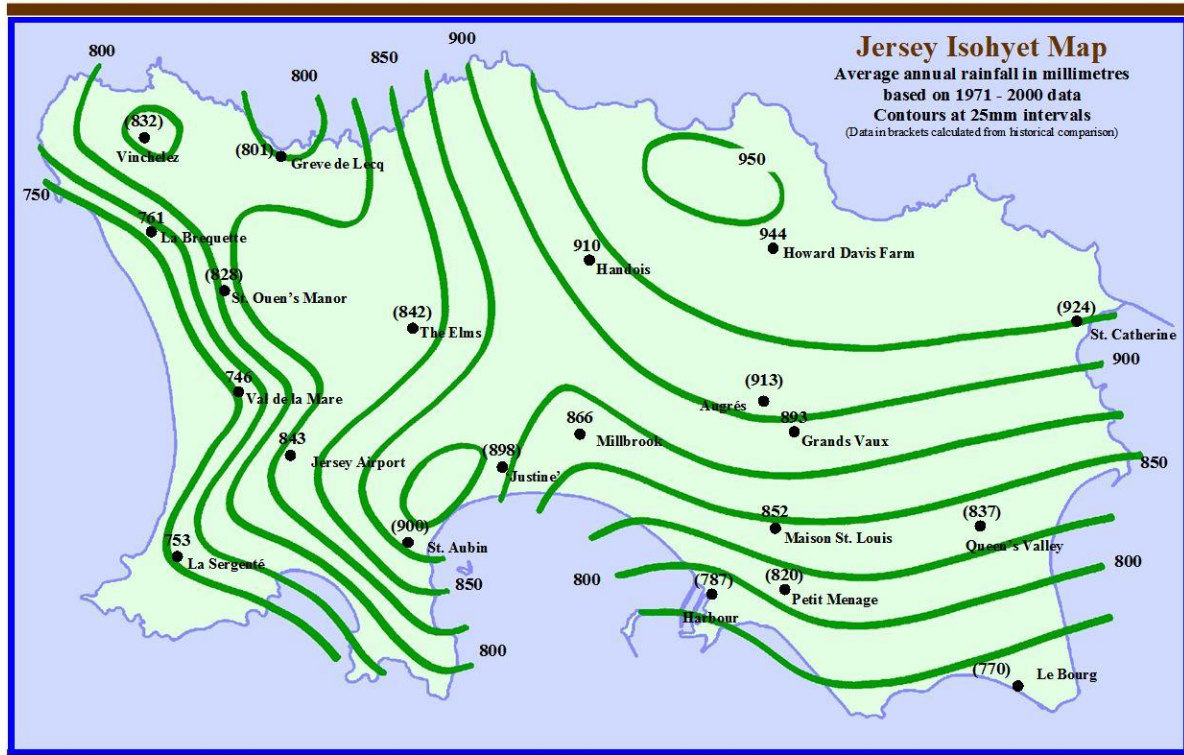 Jersey Isohyet Map
Average annual rainfall in millimetres
based on 1971 - 2000 data
Contours at 25mm intervals
(Data in brackets calculated from historical comparison)
800
850
900
800
(832)
Vinchelez
(801)
Greve de Lecq
950
750
761
La Brequette
910
Handois
944
Howard Davis Farm
(828)
St. Ouen's Manor
(842)
The Elms
(924)
St. Catherine
900
746
Val de la Mare
(913)
Augrés
866
Millbrook
893
Grands Vaux
843
Jersey Airport
(898)
Justine'
850
(900)
St. Aubin
852
Maison St. Louis
(837)
Queen's Valley
753
La Sergenté
850
800
(787)
Harbour
(820)
Petit Menage
800
800
(770)
Le Bourg